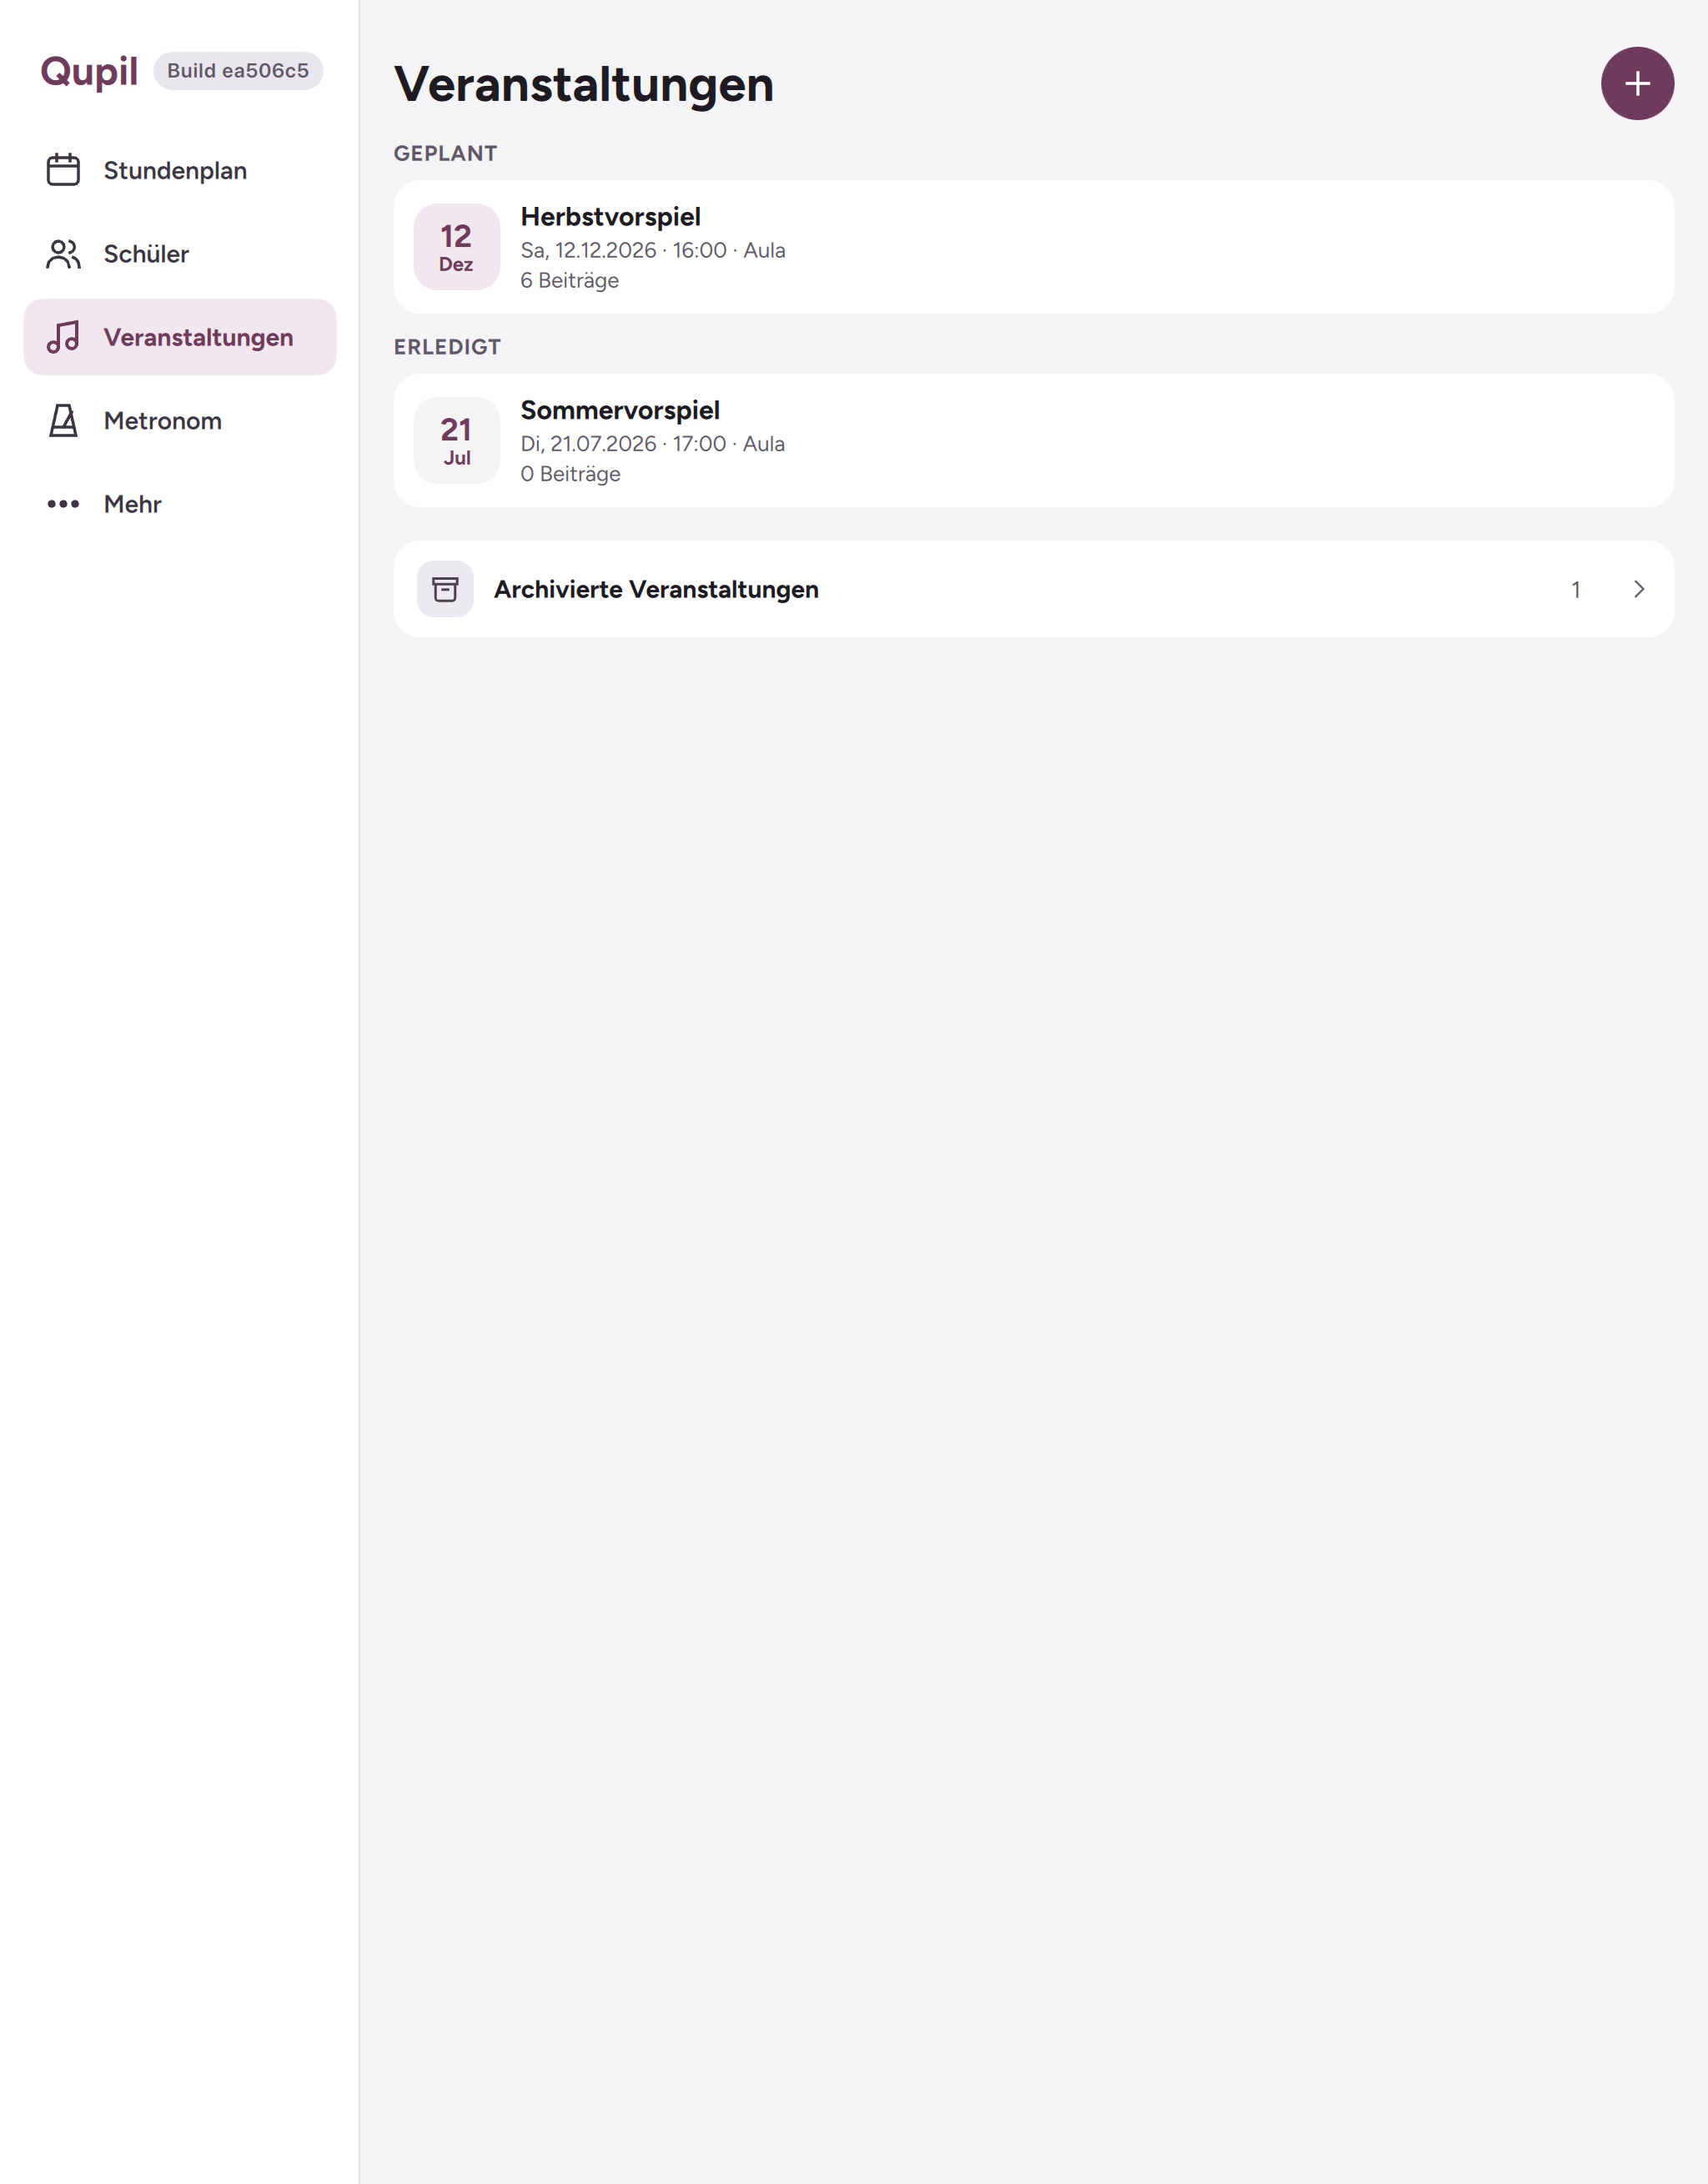 Qupil
Build ea506c5
Stundenplan
Schüler
Veranstaltungen
Metronom
Mehr
Veranstaltungen
GEPLANT
12
Dez
Herbstvorspiel
Sa, 12.12.2026 · 16:00 · Aula
6 Beiträge
ERLEDIGT
21
Jul
Sommervorspiel
Di, 21.07.2026 · 17:00 · Aula
0 Beiträge
Archivierte Veranstaltungen
1